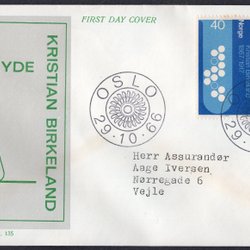 FIRST DAY COVER
YDE
KRISTIAN BIRKELAND
OSLO
29·10·66
40
Norge
Herr Assurandør
Aage Iversen
Nørregade 6
Vejle
135